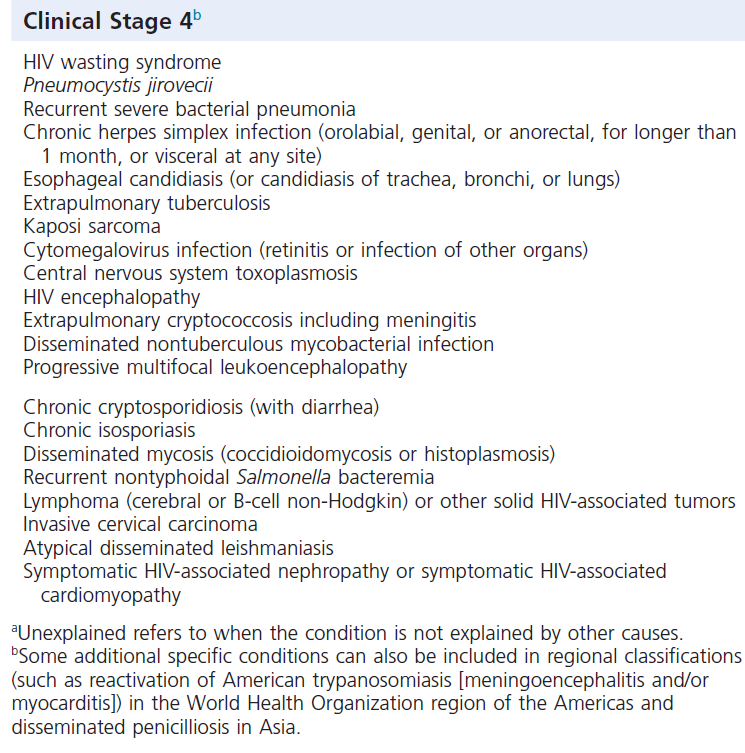 Clinical Stage 4b
HIV wasting syndrome
Pneumocystis jirovecii
Recurrent severe bacterial pneumonia
Chronic herpes simplex infection (orolabial, genital, or anorectal, for longer than
1 month, or visceral at any site)
Esophageal candidiasis (or candidiasis of trachea, bronchi, or lungs)
Extrapulmonary tuberculosis
Kaposi sarcoma
Cytomegalovirus infection (retinitis or infection of other organs)
Central nervous system toxoplasmosis
HIV encephalopathy
Extrapulmonary cryptococcosis including meningitis
Disseminated nontuberculous mycobacterial infection
Progressive multifocal leukoencephalopathy
Chronic cryptosporidiosis (with diarrhea)
Chronic isosporiasis
Disseminated mycosis (coccidioidomycosis or histoplasmosis)
Recurrent nontyphoidal Salmonella bacteremia
Lymphoma (cerebral or B-cell non-Hodgkin) or other solid HIV-associated tumors
Invasive cervical carcinoma
Atypical disseminated leishmaniasis
Symptomatic HIV-associated nephropathy or symptomatic HIV-associated
cardiomyopathy
aUnexplained refers to when the condition is not explained by other causes.
bSome additional specific conditions can also be included in regional classifications
(such as reactivation of American trypanosomiasis [meningoencephalitis and/or
myocarditis]) in the World Health Organization region of the Americas and
disseminated penicilliosis in Asia.